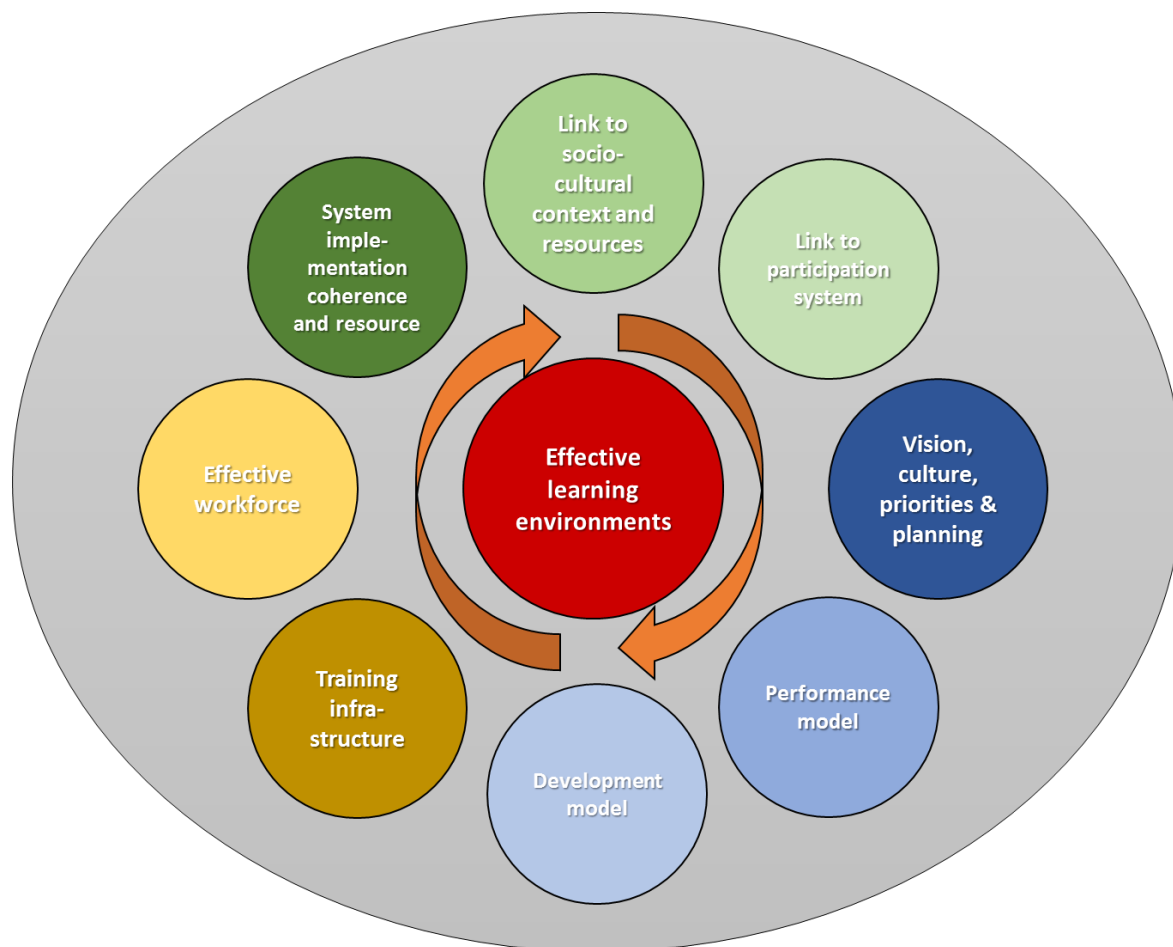 Link to
socio-
cultural
context and
resources
Link to
participation
system
Vision,
culture,
priorities &
planning
Performance
model
Development
model
Training
infra-
structure
Effective
workforce
System
imple-
mentation
coherence
and resource
Effective
learning
environments